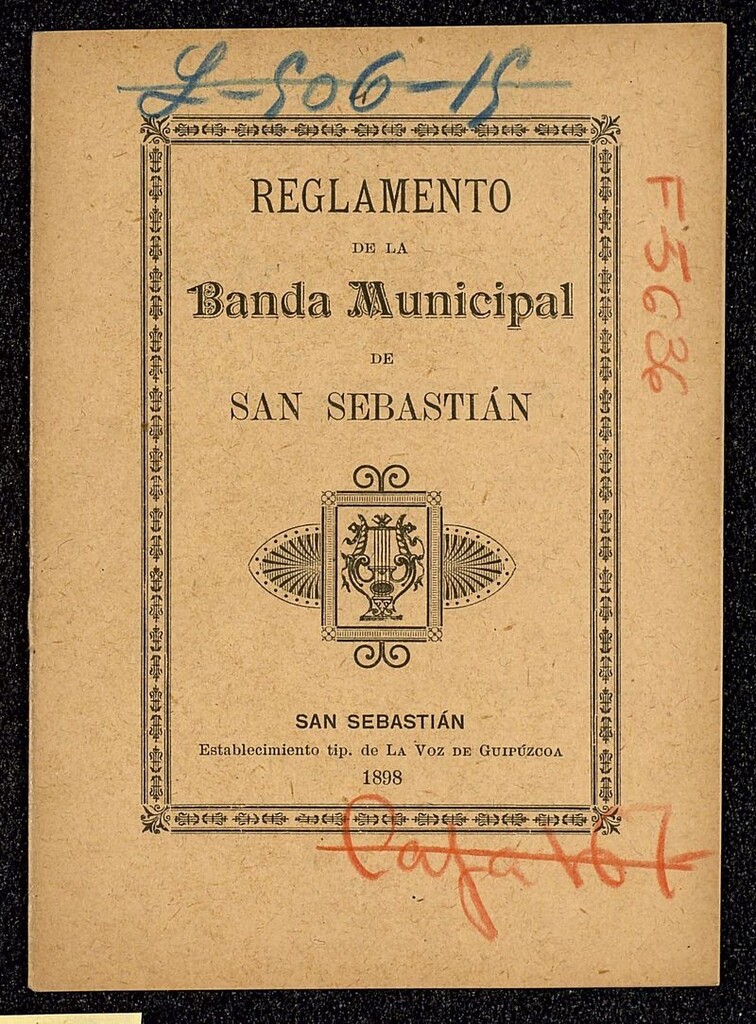 L-506-15
REGLAMENTO
DE LA
Banda Municipal
DE
SAN SEBASTIÁN
SAN SEBASTIÁN
Establecimiento tip. de LA VOZ DE GUIPÚZCOA
1898
Caja 167
F 5636